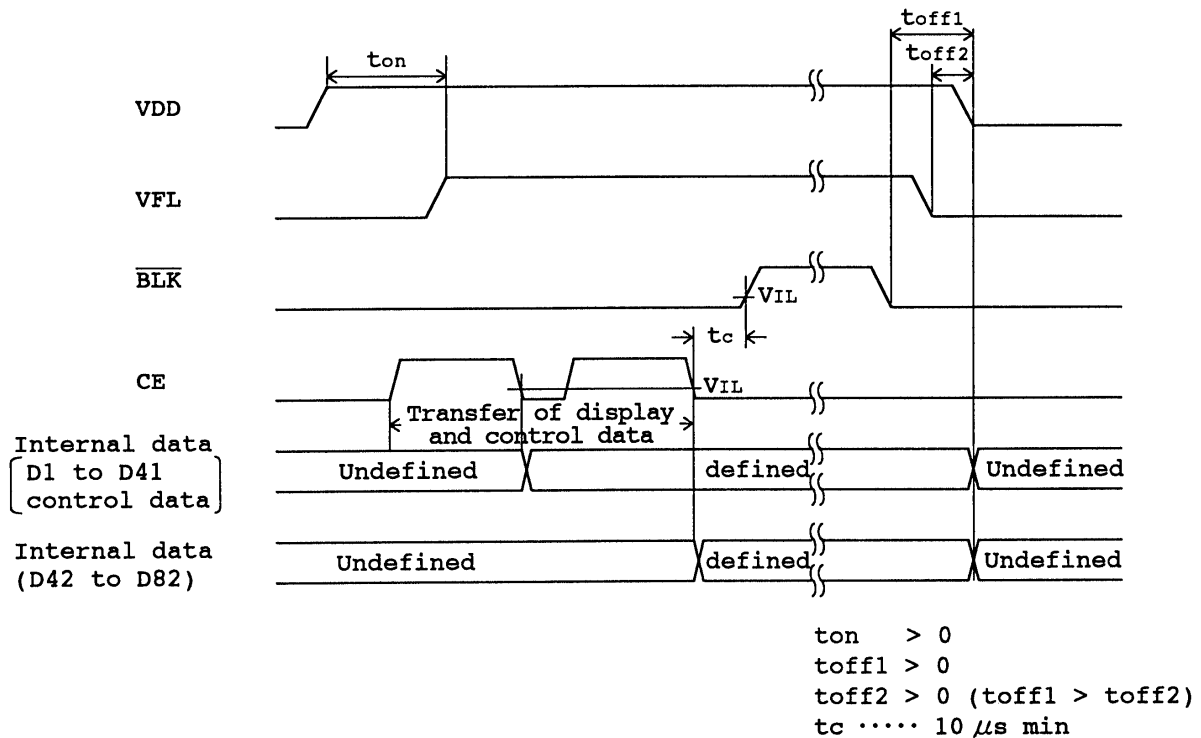 toff1
ton
toff2
VDD
VFL
BLK
VIL
tc
CE
VIL
Transfer of display
and control data
Internal data
D1 to D41
control data
Undefined
defined
Undefined
Internal data
(D42 to D82)
Undefined
defined
Undefined
ton > 0
toff1 > 0
toff2 > 0 (toff1 > toff2)
tc ····· 10 μs min